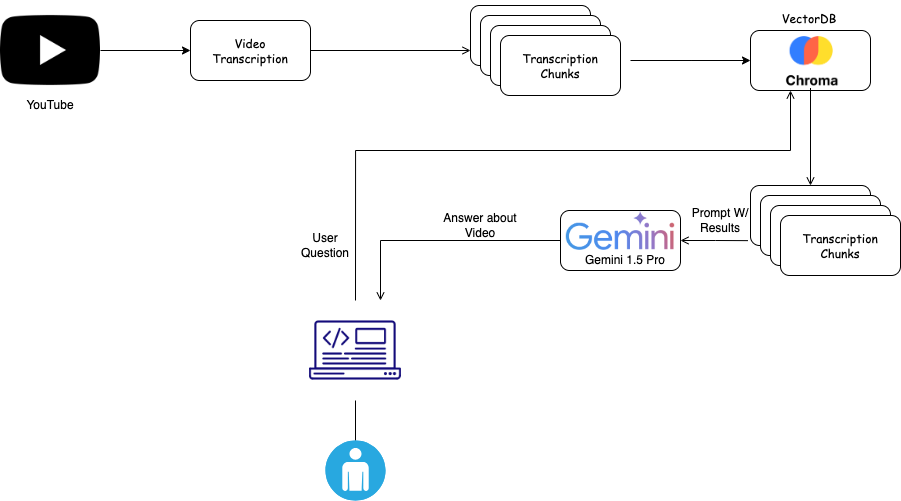 VectorDB
Video
Transcription
Transcription
Chunks
Chroma
YouTube
Answer about
Video
Prompt W/
Results
Gemini
Gemini 1.5 Pro
Transcription
Chunks
User
Question
</>